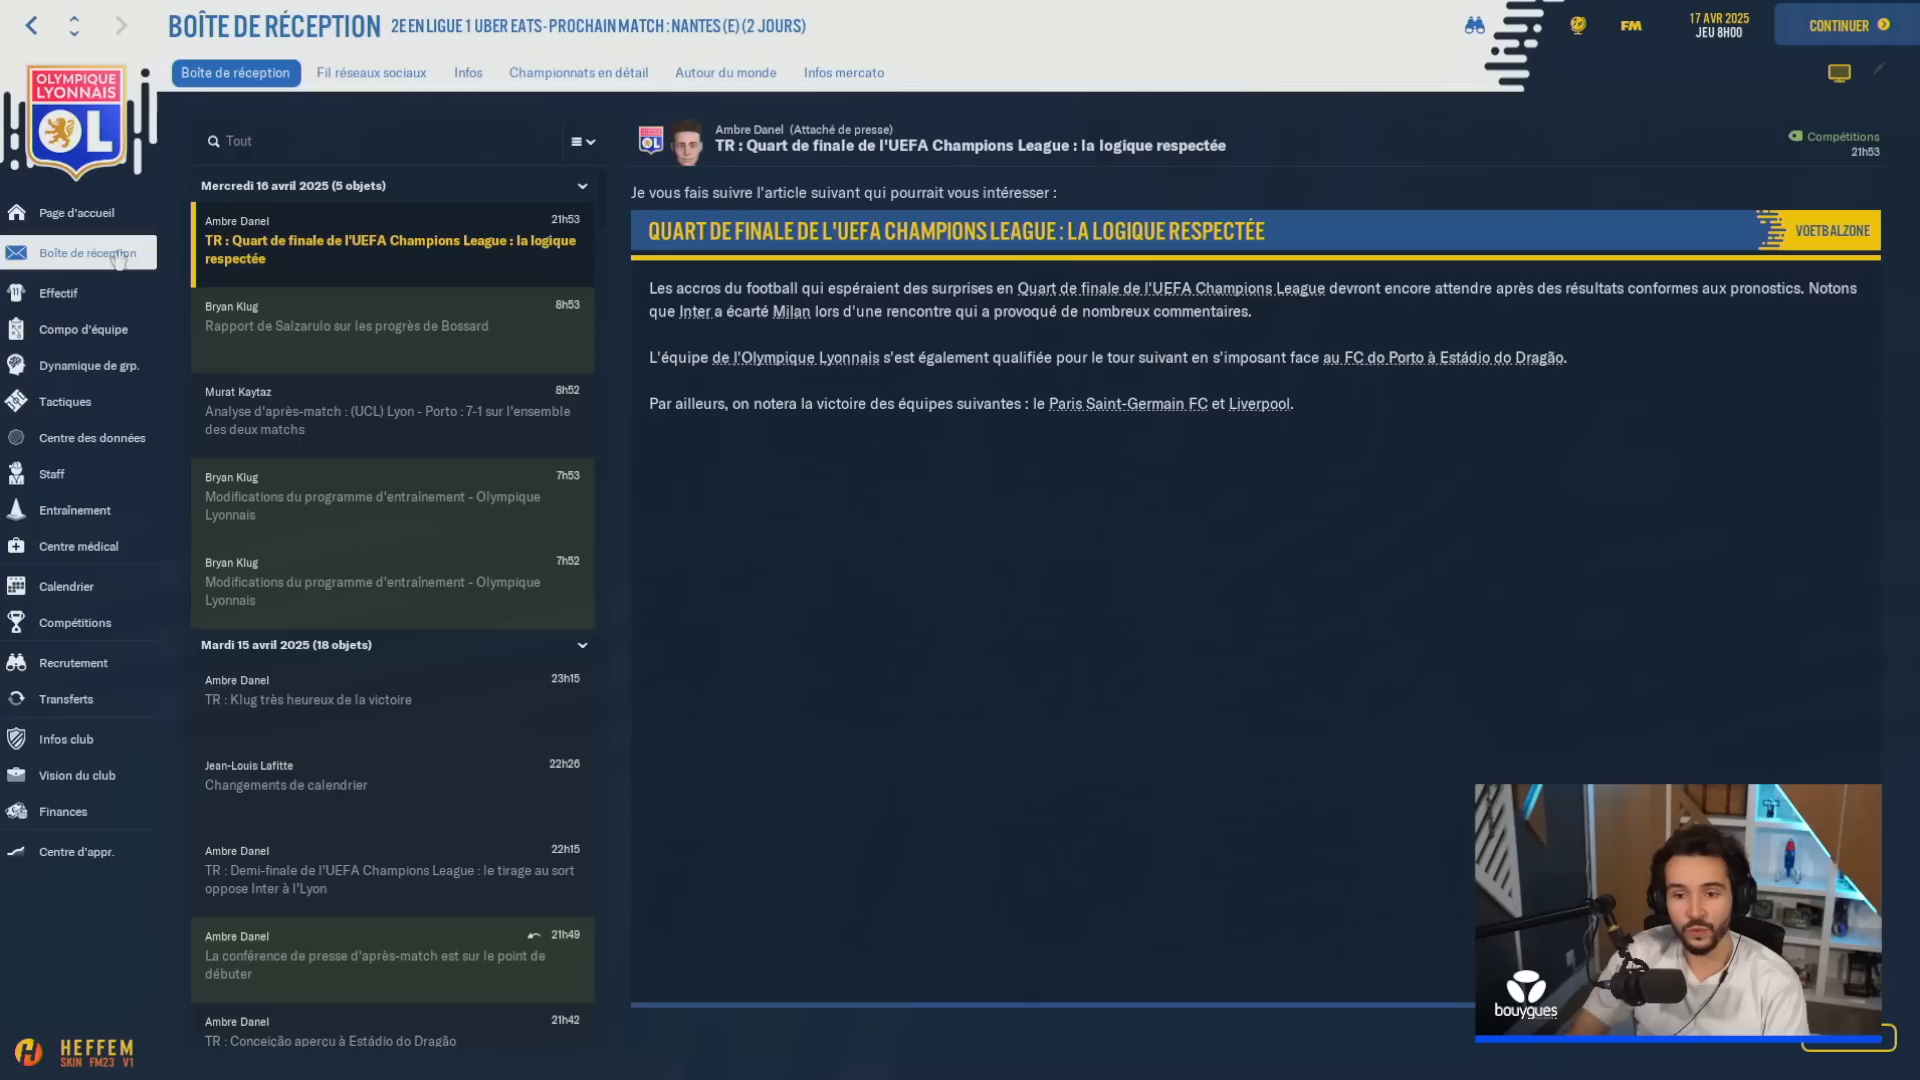 BOÎTE DE RÉCEPTION
2E EN LIGUE 1 UBER EATS - PROCHAIN MATCH : NANTES (E) (2 JOURS)
FM
17 AVR 2025
JEU 8H00
CONTINUER
Boîte de réception
Fil réseaux sociaux
Infos
Championnats en détail
Autour du monde
Infos mercato
OLYMPIQUE
LYONNAIS
OL
Page d'accueil
Boîte de réception
Effectif
Compo d'équipe
Dynamique de grp.
Tactiques
Centre des données
Staff
Entraînement
Centre médical
Calendrier
Compétitions
Recrutement
Transferts
Infos club
Vision du club
Finances
Centre d'appr.
HEFFEM
SKIN FM23 V1
Tout
Mercredi 16 avril 2025 (5 objets)
Ambre Danel
21h53
TR : Quart de finale de l'UEFA Champions League : la logique
respectée
Bryan Klug
8h53
Rapport de Salzarulo sur les progrès de Bossard
Murat Kaytaz
8h52
Analyse d'après-match : (UCL) Lyon - Porto : 7-1 sur l'ensemble
des deux matchs
Bryan Klug
7h53
Modifications du programme d'entraînement - Olympique
Lyonnais
Bryan Klug
7h52
Modifications du programme d'entraînement - Olympique
Lyonnais
Mardi 15 avril 2025 (18 objets)
Ambre Danel
23h15
TR : Klug très heureux de la victoire
Jean-Louis Lafitte
22h26
Changements de calendrier
Ambre Danel
22h15
TR : Demi-finale de l'UEFA Champions League : le tirage au sort
oppose Inter à l'Lyon
Ambre Danel
21h49
La conférence de presse d'après-match est sur le point de
débuter
Ambre Danel
21h42
TR : Conceição aperçu à Estádio do Dragão
Ambre Danel (Attaché de presse)
TR : Quart de finale de l'UEFA Champions League : la logique respectée
Compétitions
21h53
Je vous fais suivre l'article suivant qui pourrait vous intéresser :
QUART DE FINALE DE L'UEFA CHAMPIONS LEAGUE : LA LOGIQUE RESPECTÉE
VOETBALZONE
Les accros du football qui espéraient des surprises en Quart de finale de l'UEFA Champions League devront encore attendre après des résultats conformes aux pronostics. Notons
que Inter a écarté Milan lors d'une rencontre qui a provoqué de nombreux commentaires.
L'équipe de l'Olympique Lyonnais s'est également qualifiée pour le tour suivant en s'imposant face au FC do Porto à Estádio do Dragão.
Par ailleurs, on notera la victoire des équipes suivantes : le Paris Saint-Germain FC et Liverpool.
bouygues